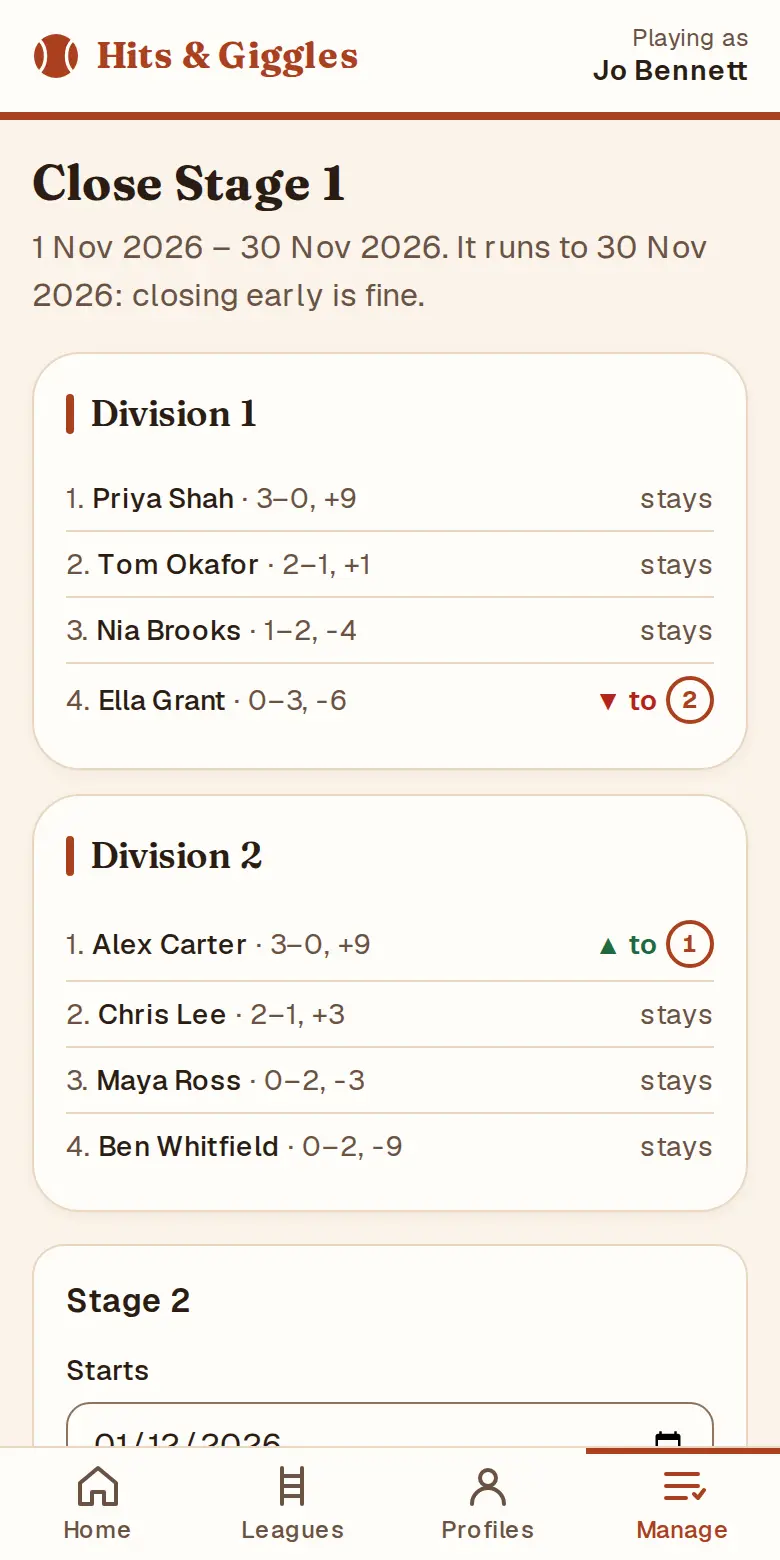 Hits & Giggles
Playing as
Jo Bennett
Close Stage 1
1 Nov 2026 – 30 Nov 2026. It runs to 30 Nov
2026: closing early is fine.
Division 1
1. Priya Shah · 3–0, +9 stays
2. Tom Okafor · 2–1, +1 stays
3. Nia Brooks · 1–2, -4 stays
4. Ella Grant · 0–3, -6 ▼ to 2
Division 2
1. Alex Carter · 3–0, +9 ▲ to 1
2. Chris Lee · 2–1, +3 stays
3. Maya Ross · 0–2, -3 stays
4. Ben Whitfield · 0–2, -9 stays
Stage 2
Starts
01/12/2026
Home
Leagues
Profiles
Manage